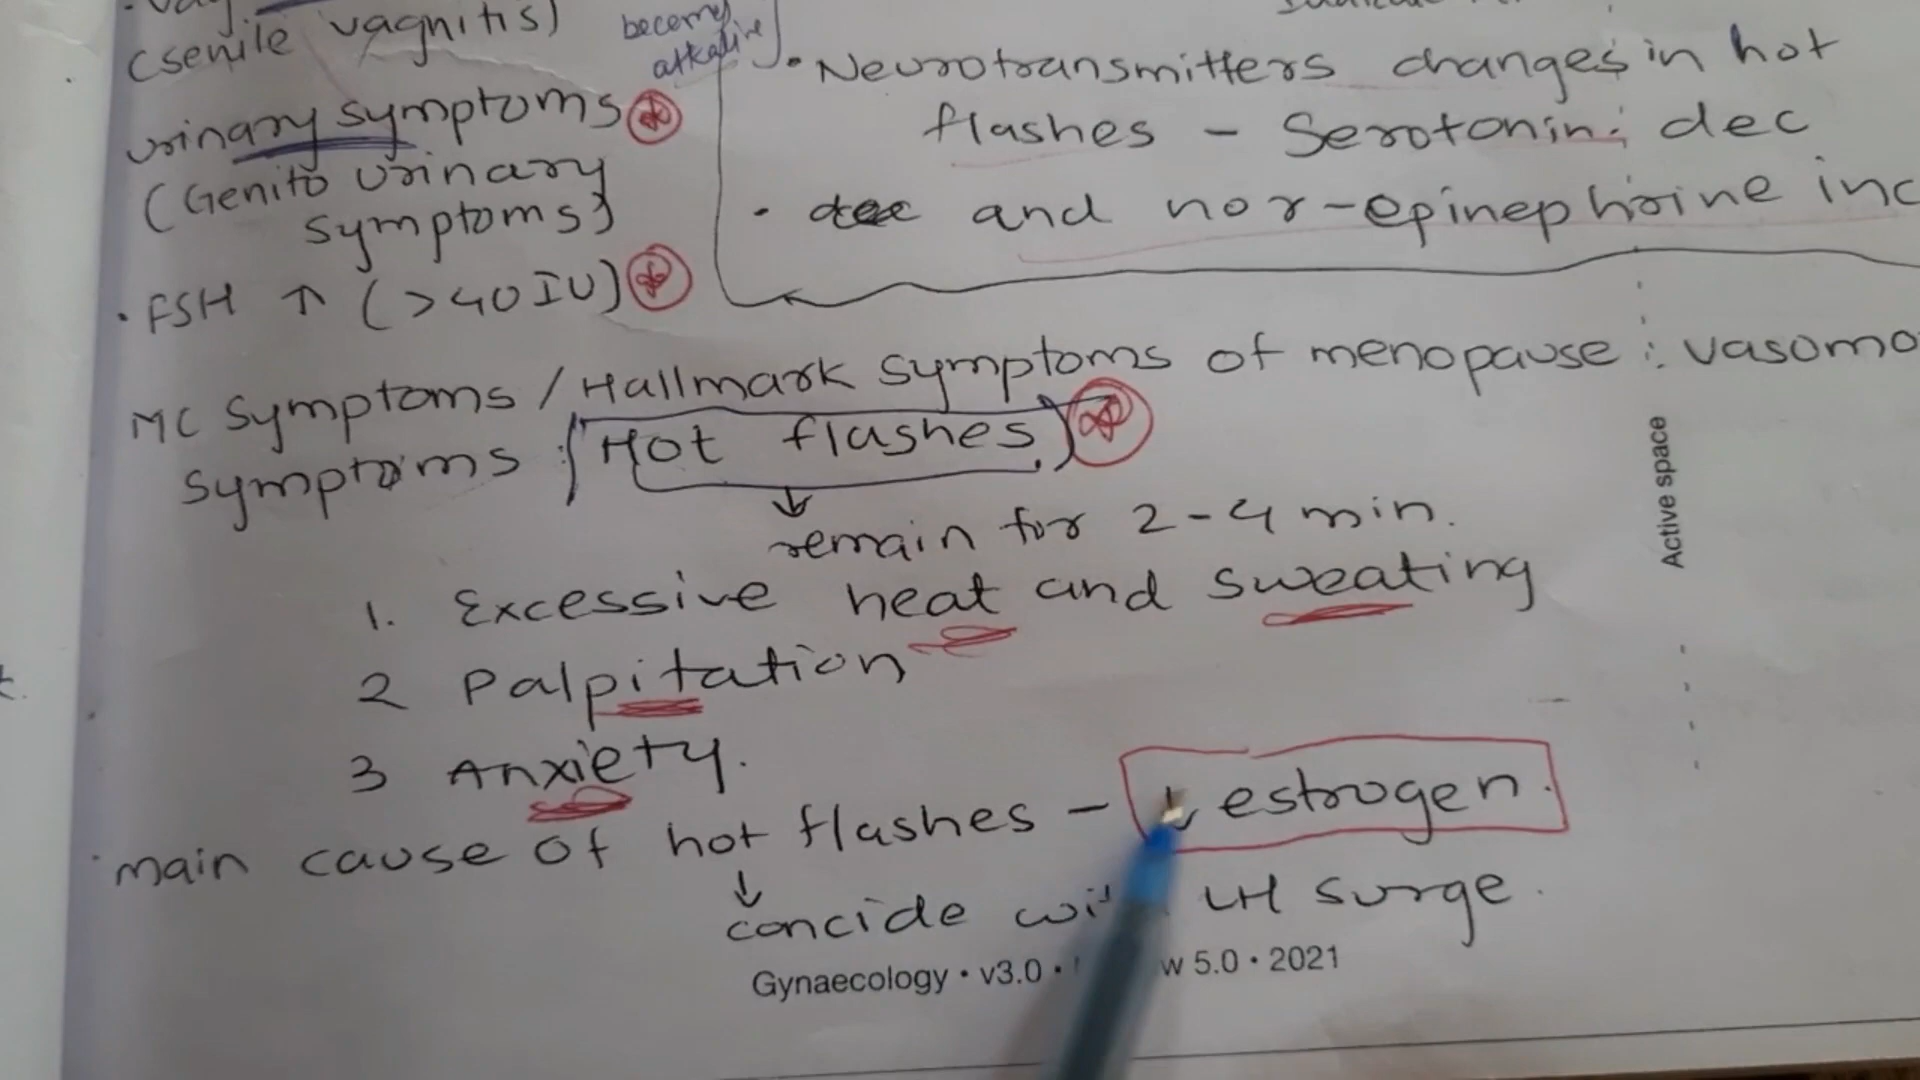 (senile vagnitis)
becomes
alkaline
urinary symptoms
(Genito urinary
symptoms)
• FSH ↑ (>40IU)
• Neurotransmitters changes in hot
flashes - Serotonin: dec
• and nor-epinephrine inc
MC symptoms / Hallmark symptoms of menopause : vasomo
symptoms : (Hot flashes.)
↓
remain for 2-4 min.
1. Excessive heat and sweating
2 Palpitation
3 Anxiety.
• main cause of hot flashes - ↓ estrogen.
↓
concide wi LH surge.
Active space
Gynaecology • v3.0 • w 5.0 • 2021